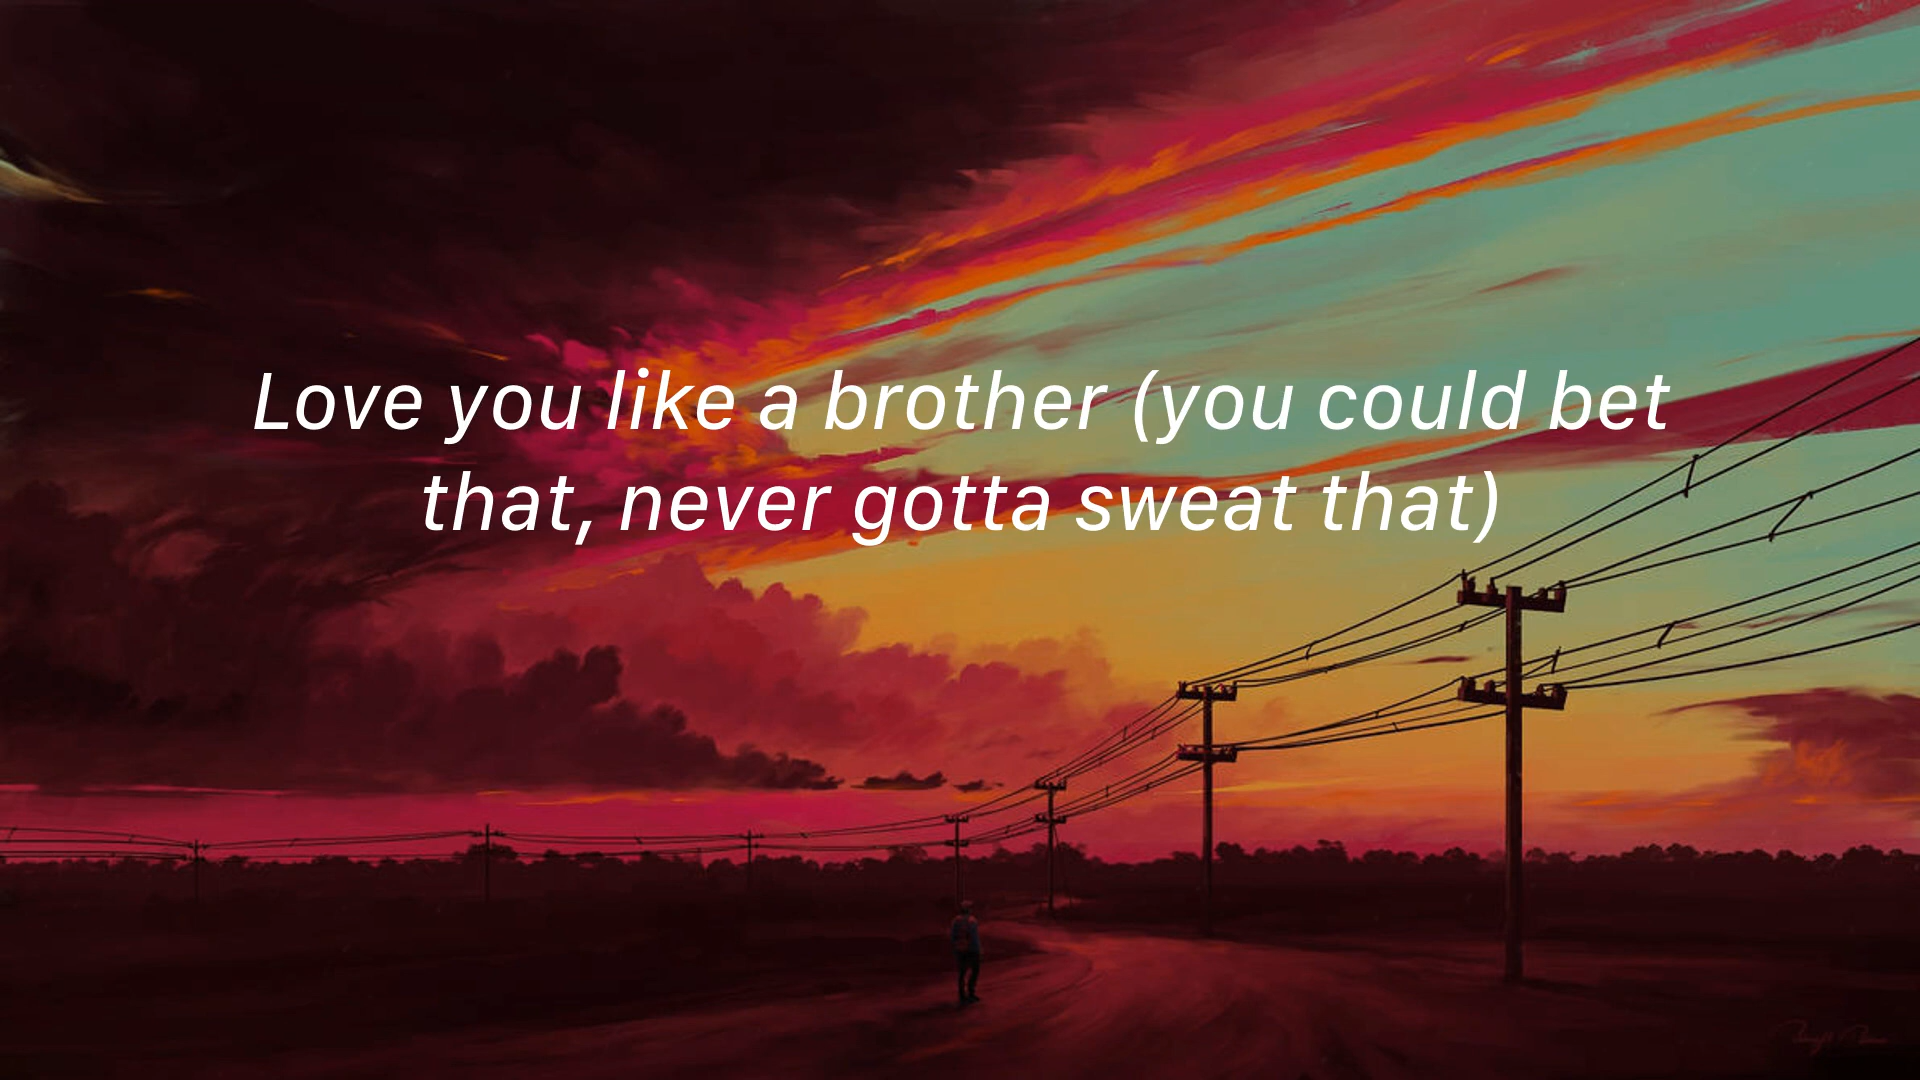 Love you like a brother (you could bet
that, never gotta sweat that)